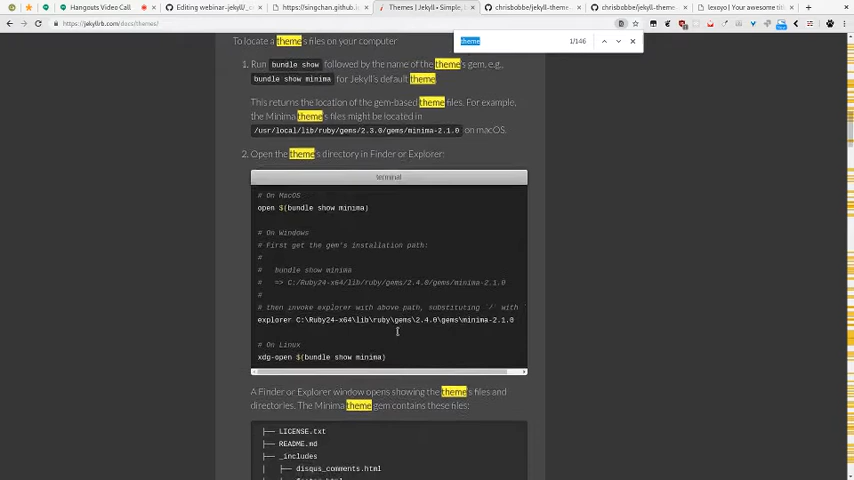 Hangouts Video Call
Editing webinar-jekyll/_
https://singchan.github.io.
Themes | Jekyll • Simple, b
chrisbobbe/jekyll-theme-
chrisbobbe/jekyll-theme.
lexoyo | Your awesome tit
https://jekyllrb.com/docs/themes/
theme
1/146
To locate a theme's files on your computer
1. Run bundle show followed by the name of the theme's gem, e.g.,
bundle show minima for Jekyll's default theme.
This returns the location of the gem-based theme files. For example,
the Minima theme's files might be located in
/usr/local/lib/ruby/gems/2.3.0/gems/minima-2.1.0 on macOS.
2. Open the theme's directory in Finder or Explorer:
terminal
# On MacOS
open $(bundle show minima)
# On Windows
# First get the gem's installation path:
#
# bundle show minima
# => C:/Ruby24-x64/lib/ruby/gems/2.4.0/gems/minima-2.1.0
#
# then invoke explorer with above path, substituting `/` with `
explorer C:\Ruby24-x64\lib\ruby\gems\2.4.0\gems\minima-2.1.0
# On Linux
xdg-open $(bundle show minima)
A Finder or Explorer window opens showing the theme's files and
directories. The Minima theme gem contains these files:
├── LICENSE.txt
├── README.md
├── _includes
│ ├── disqus_comments.html